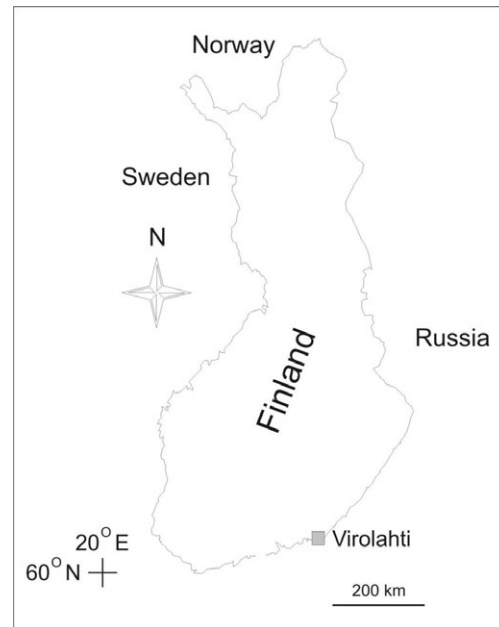 Norway
Sweden
N
Russia
Finland
Virolahti
20° E
60° N
200 km